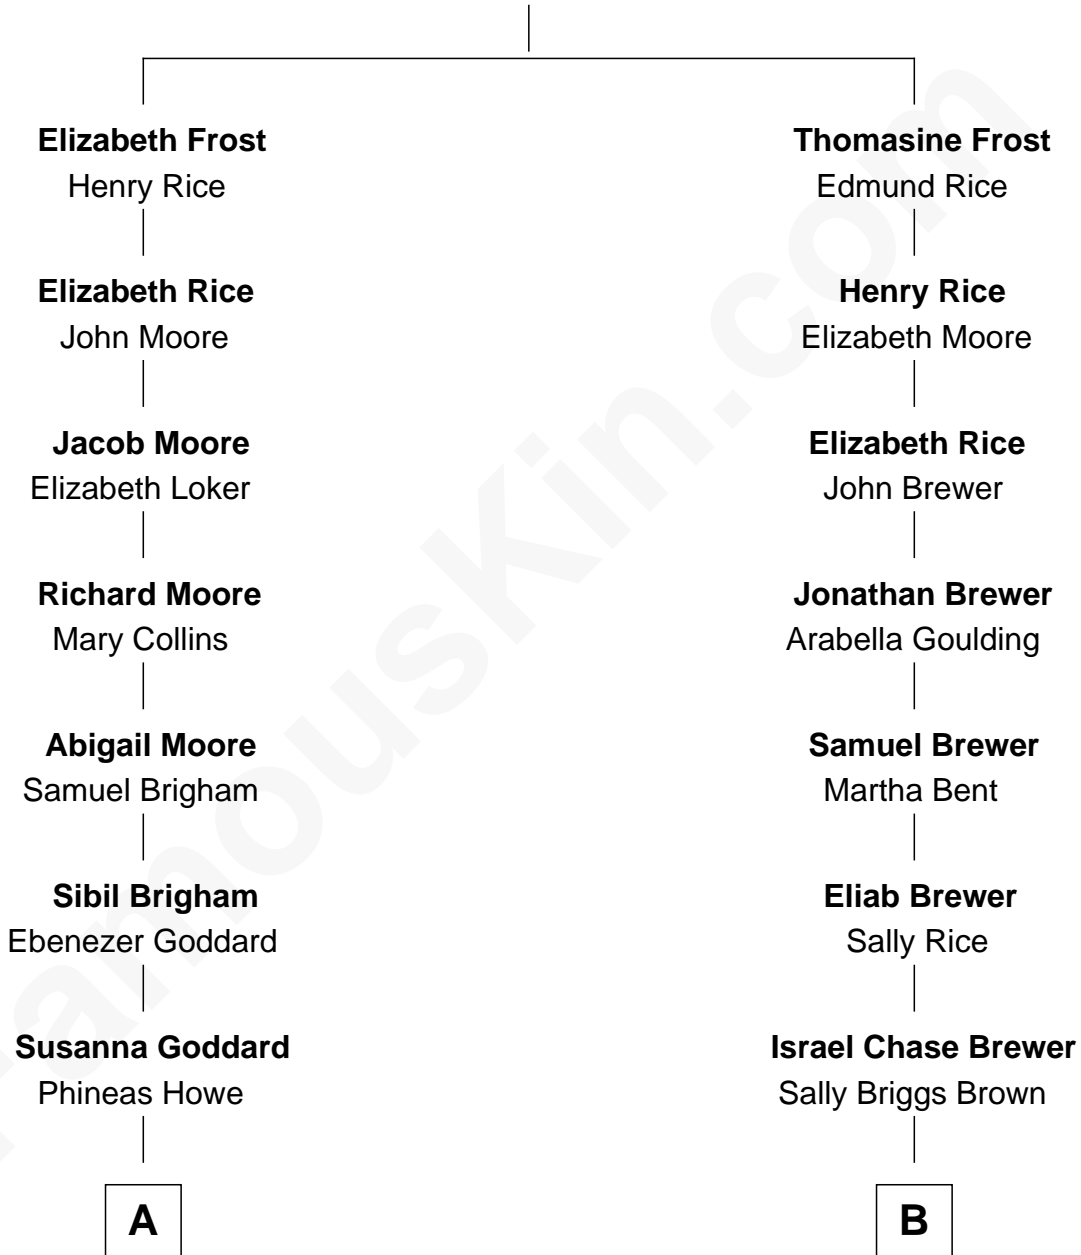 Elizabeth Frost
Henry Rice
Elizabeth Rice
John Moore
Jacob Moore
Elizabeth Loker
Richard Moore
Mary Collins
Abigail Moore
Samuel Brigham
Sibil Brigham
Ebenezer Goddard
Susanna Goddard
Phineas Howe
A
Thomasine Frost
Edmund Rice
Henry Rice
Elizabeth Moore
Elizabeth Rice
John Brewer
Jonathan Brewer
Arabella Goulding
Samuel Brewer
Martha Bent
Eliab Brewer
Sally Rice
Israel Chase Brewer
Sally Briggs Brown
B
FamousKin.com